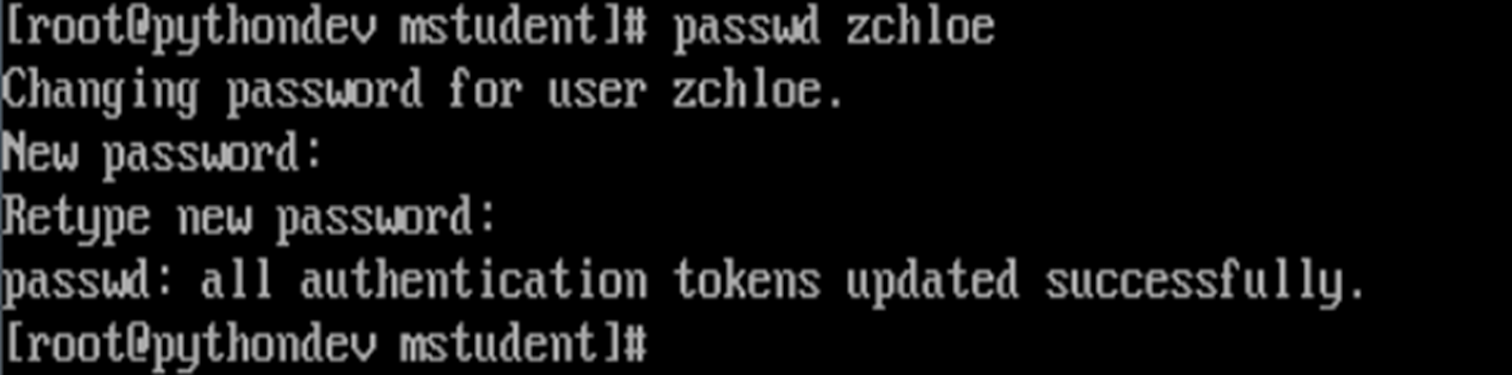 [root@pythondev mstudent]# passwd zchloe
Changing password for user zchloe.
New password:
Retype new password:
passwd: all authentication tokens updated successfully.
[root@pythondev mstudent]#